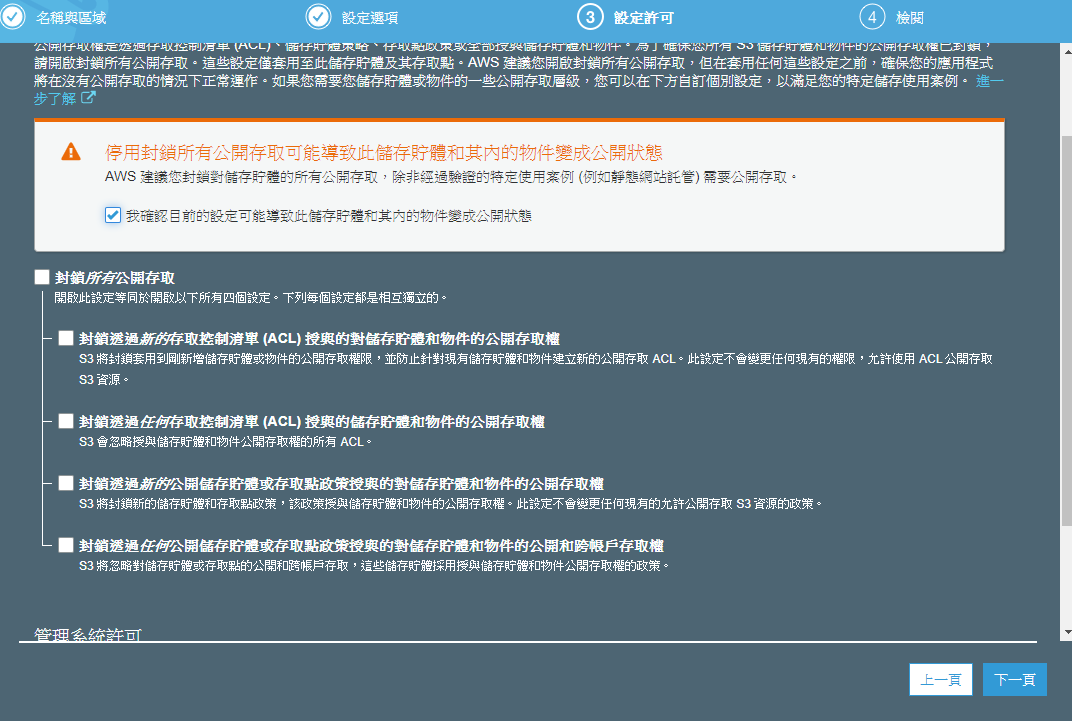 名稱與區域
設定選項
3 設定許可
4 檢閱
公開存取權是透過存取控制清單 (ACL)、儲存貯體策略、存取點政策或全部授與儲存貯體和物件。為了確保您所有 S3 儲存貯體和物件的公開存取權已封鎖，
請開啟封鎖所有公開存取。這些設定僅套用至此儲存貯體及其存取點。AWS 建議您開啟封鎖所有公開存取，但在套用任何這些設定之前，確保您的應用程式
將在沒有公開存取的情況下正常運作。如果您需要您儲存貯體或物件的一些公開存取層級，您可以在下方自訂個別設定，以滿足您的特定儲存使用案例。 進一
步了解
停用封鎖所有公開存取可能導致此儲存貯體和其內的物件變成公開狀態
AWS 建議您封鎖對儲存貯體的所有公開存取，除非經過驗證的特定使用案例 (例如靜態網站託管) 需要公開存取。
我確認目前的設定可能導致此儲存貯體和其內的物件變成公開狀態
封鎖所有公開存取
開啟此設定等同於開啟以下所有四個設定。下列每個設定都是相互獨立的。
封鎖透過新的存取控制清單 (ACL) 授與的對儲存貯體和物件的公開存取權
S3 將封鎖套用到剛新增儲存貯體或物件的公開存取權限，並防止針對現有儲存貯體和物件建立新的公開存取 ACL。此設定不會變更任何現有的權限，允許使用 ACL 公開存取
S3 資源。
封鎖透過任何存取控制清單 (ACL) 授與的儲存貯體和物件的公開存取權
S3 會忽略授與儲存貯體和物件公開存取權的所有 ACL。
封鎖透過新的公開儲存貯體或存取點政策授與的對儲存貯體和物件的公開存取權
S3 將封鎖新的儲存貯體和存取點政策，該政策授與儲存貯體和物件的公開存取權。此設定不會變更任何現有的允許公開存取 S3 資源的政策。
封鎖透過任何公開儲存貯體或存取點政策授與的對儲存貯體和物件的公開和跨帳戶存取權
S3 將忽略對儲存貯體或存取點的公開和跨帳戶存取，這些儲存貯體採用授與儲存貯體和物件公開存取權的政策。
管理系統許可
上一頁
下一頁